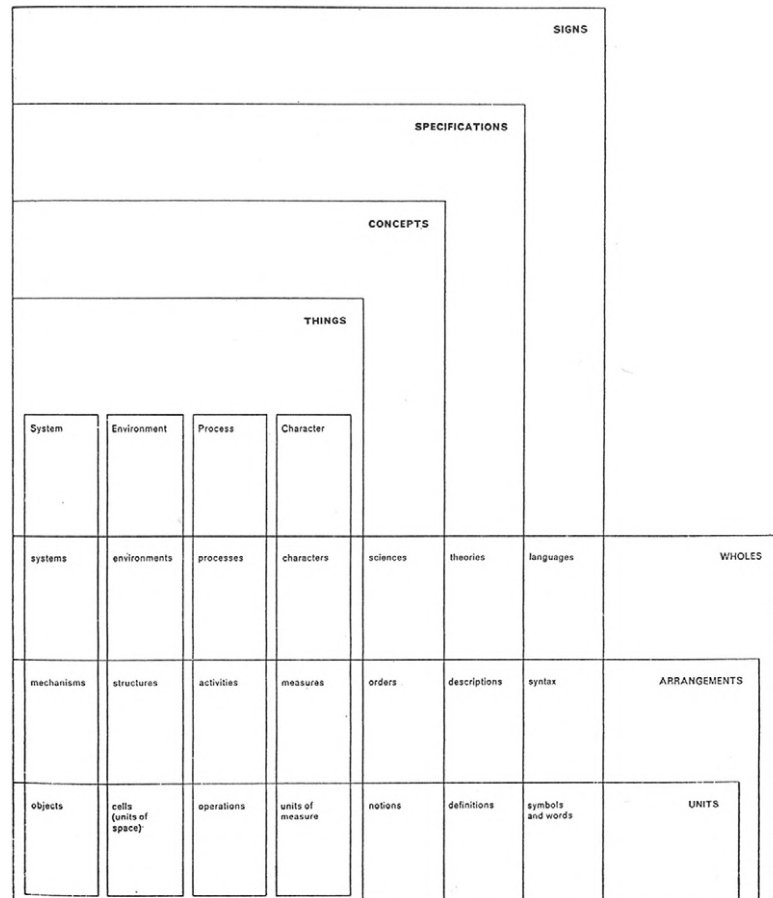 SIGNS
SPECIFICATIONS
CONCEPTS
THINGS
System
Environment
Process
Character
systems
environments
processes
characters
sciences
theories
languages
WHOLES
mechanisms
structures
activities
measures
orders
descriptions
syntax
ARRANGEMENTS
objects
cells
(units of
space)
operations
units of
measure
notions
definitions
symbols
and words
UNITS